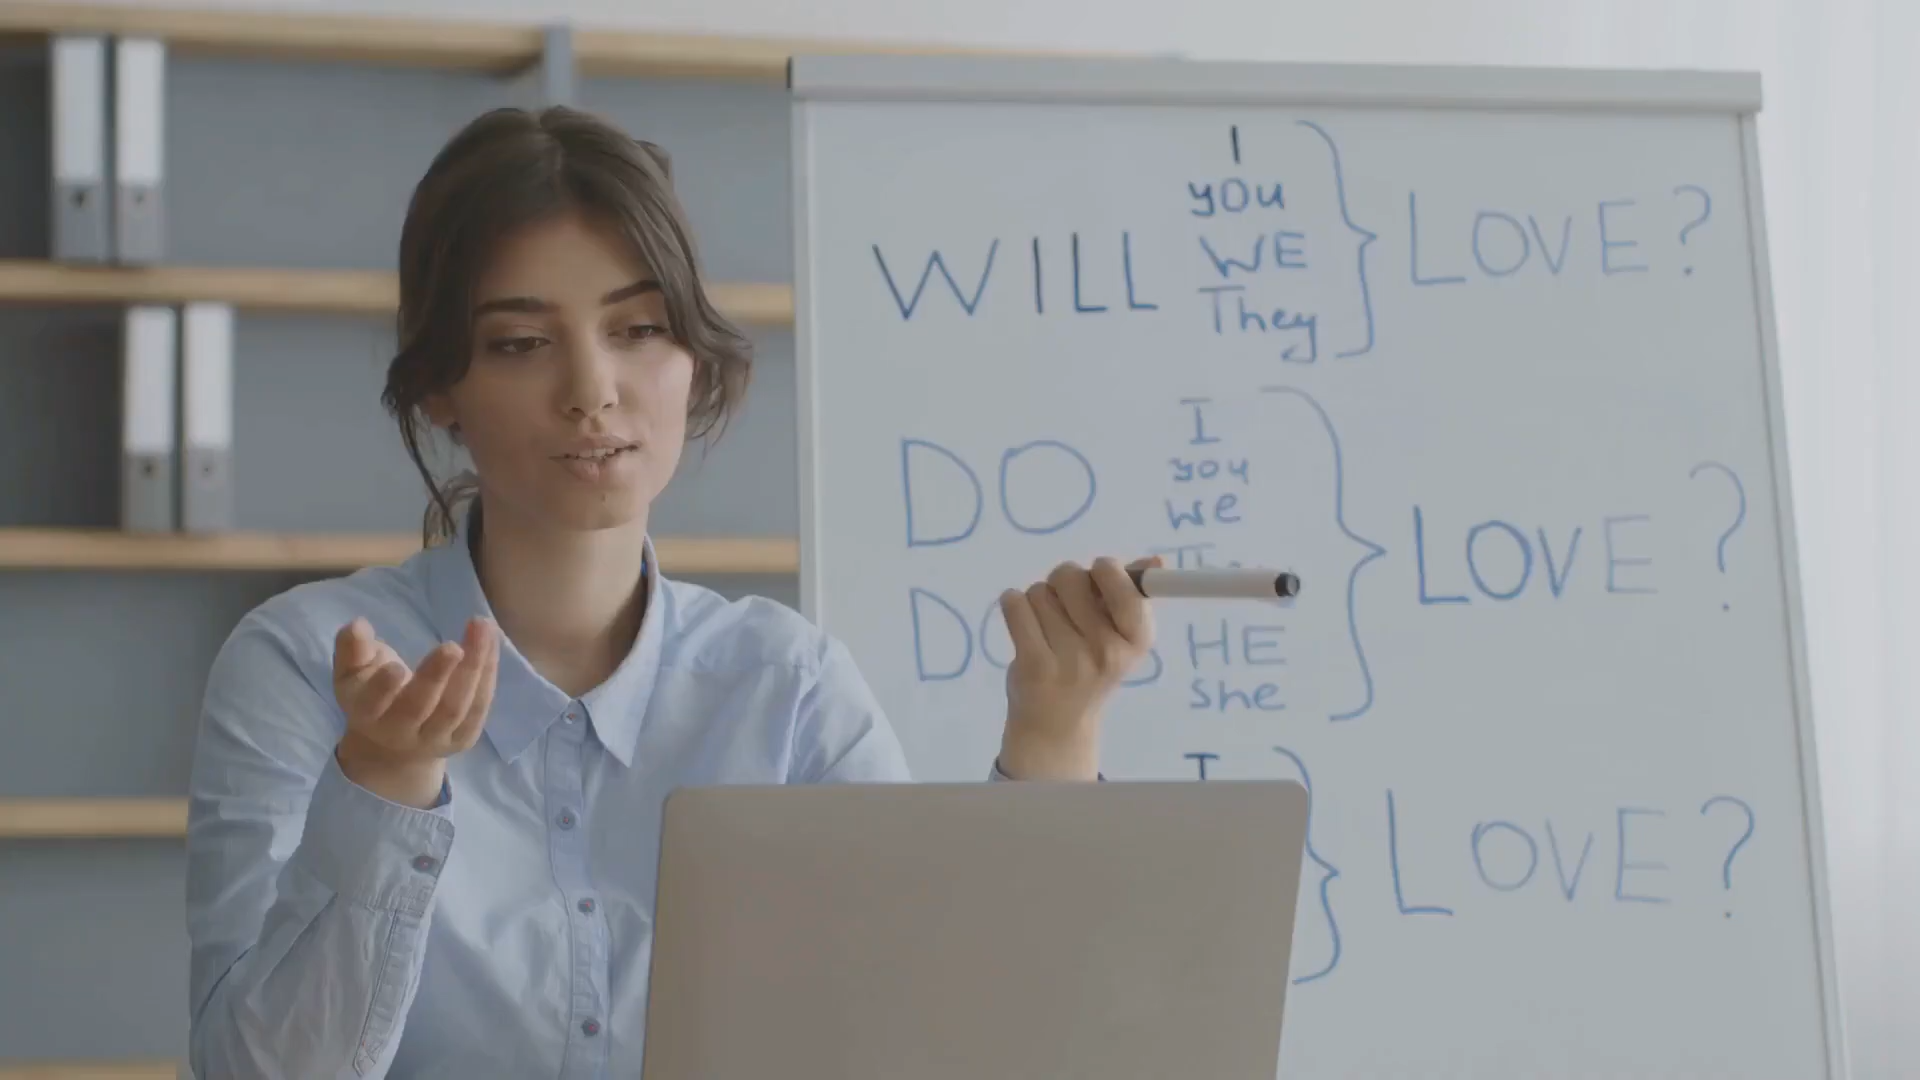 I
you
WILL WE LOVE?
They
I
you
DO we
LOVE?
HE
she
I
LOVE?